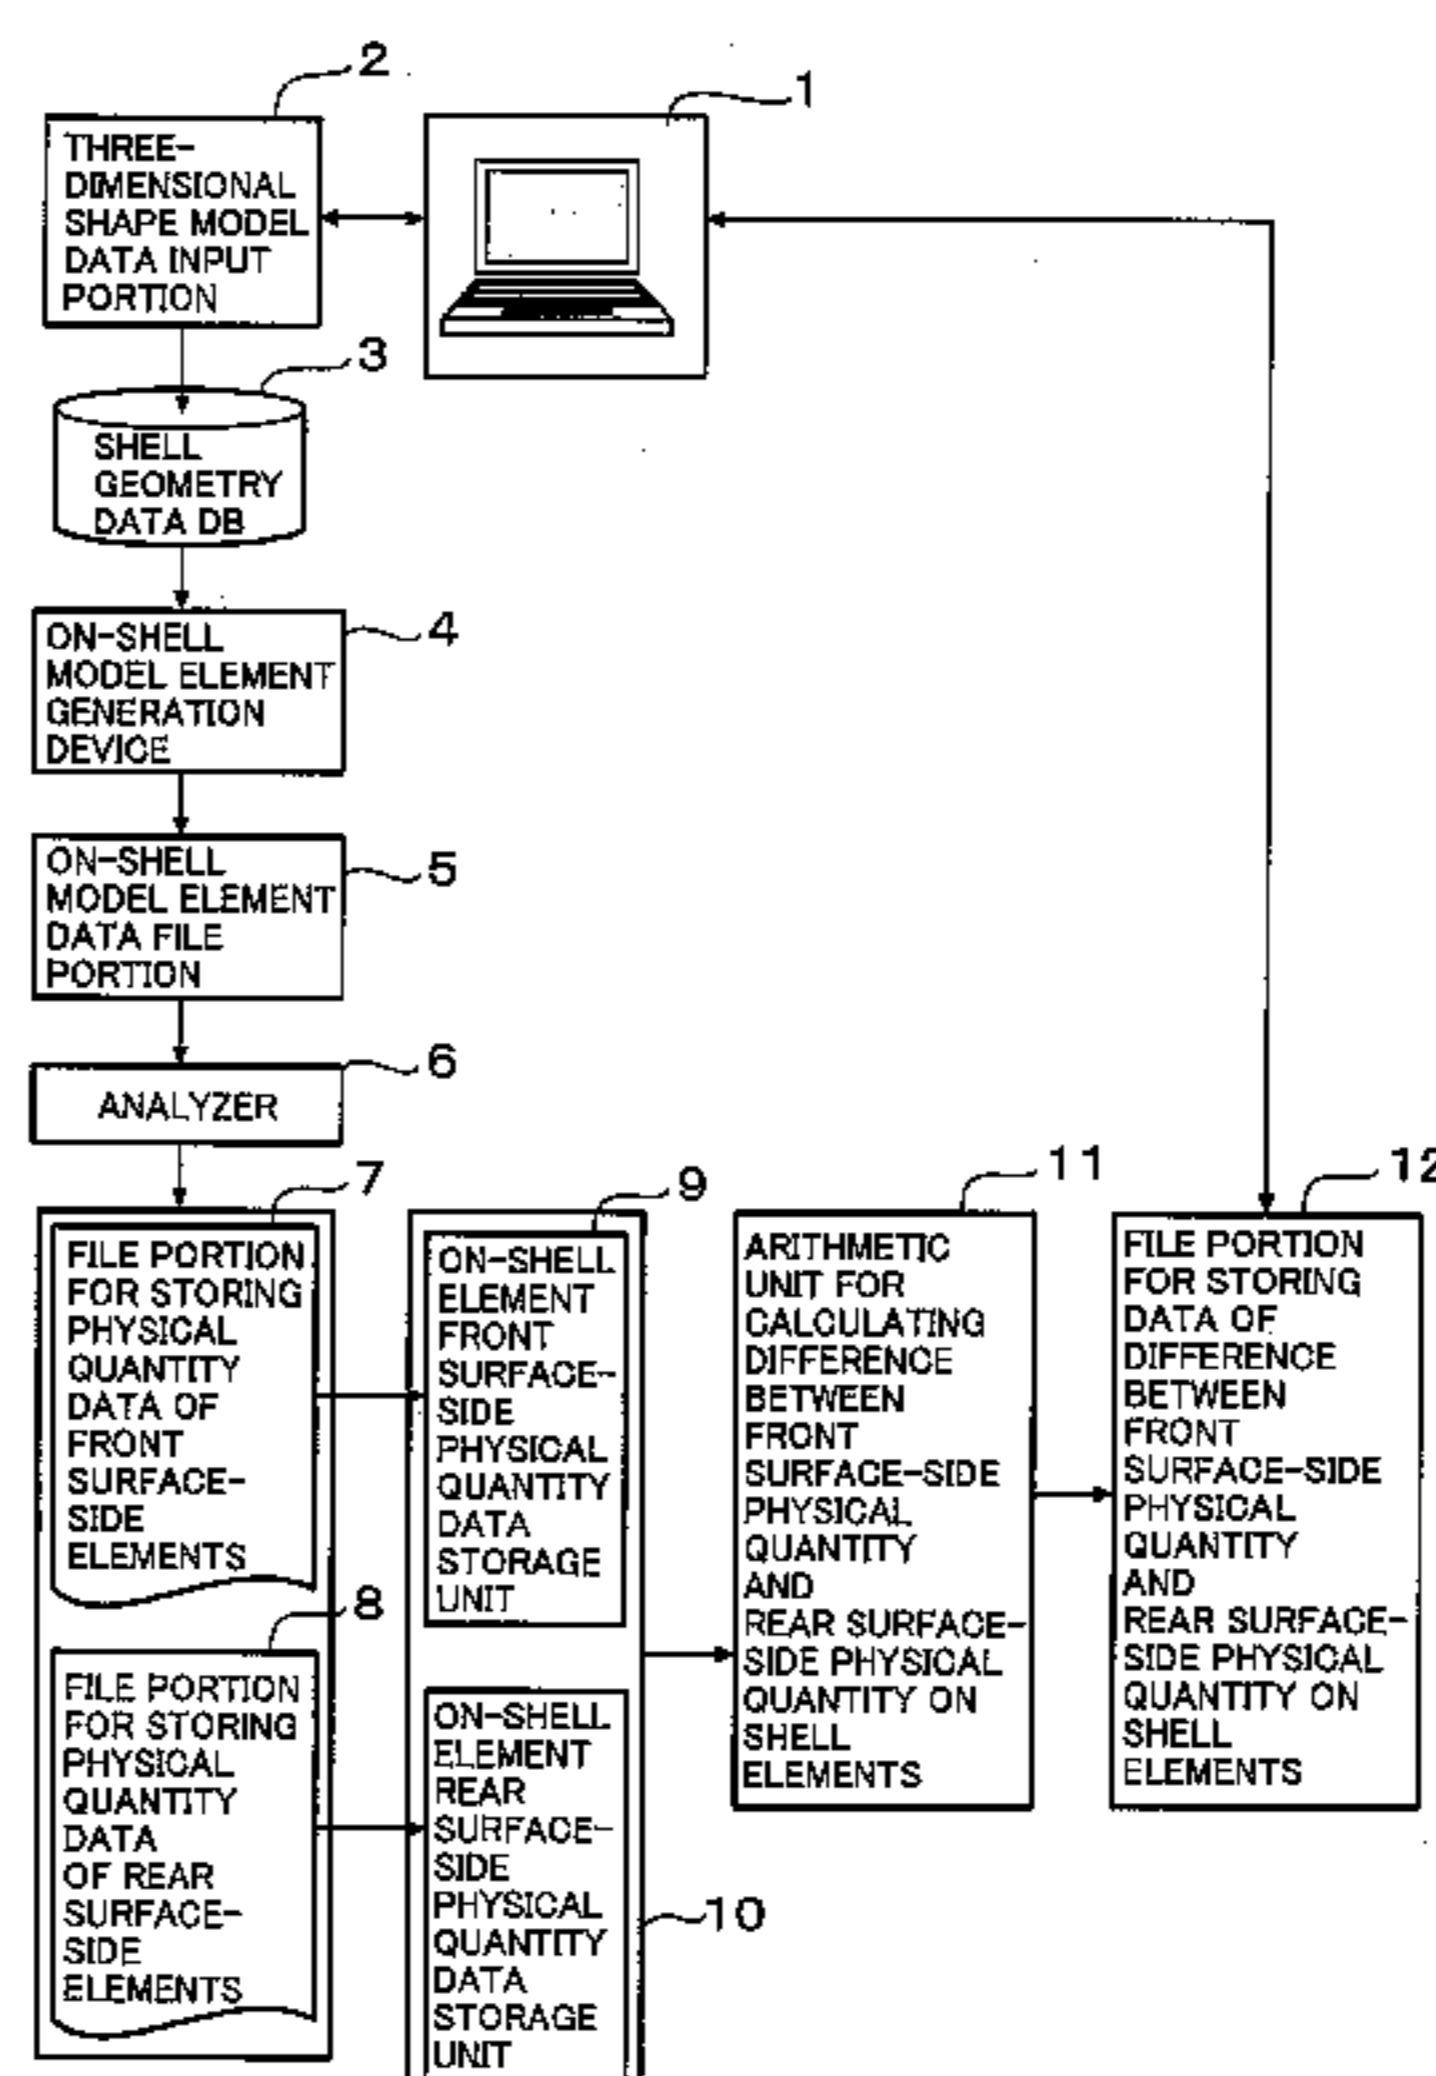 2
1
THREE-
DIMENSIONAL
SHAPE MODEL
DATA INPUT
PORTION
3
SHELL
GEOMETRY
DATA DB
4
ON-SHELL
MODEL ELEMENT
GENERATION
DEVICE
5
ON-SHELL
MODEL ELEMENT
DATA FILE
PORTION
6
ANALYZER
7
FILE PORTION
FOR STORING
PHYSICAL
QUANTITY
DATA OF
FRONT
SURFACE-
SIDE
ELEMENTS
8
FILE PORTION
FOR STORING
PHYSICAL
QUANTITY
DATA
OF REAR
SURFACE-
SIDE
ELEMENTS
9
ON-SHELL
ELEMENT
FRONT
SURFACE-
SIDE
PHYSICAL
QUANTITY
DATA
STORAGE
UNIT
10
ON-SHELL
ELEMENT
REAR
SURFACE-
SIDE
PHYSICAL
QUANTITY
DATA
STORAGE
UNIT
11
ARITHMETIC
UNIT FOR
CALCULATING
DIFFERENCE
BETWEEN
FRONT
SURFACE-SIDE
PHYSICAL
QUANTITY
AND
REAR SURFACE-
SIDE PHYSICAL
QUANTITY ON
SHELL
ELEMENTS
12
FILE PORTION
FOR STORING
DATA OF
DIFFERENCE
BETWEEN
FRONT
SURFACE-SIDE
PHYSICAL
QUANTITY
AND
REAR SURFACE-
SIDE PHYSICAL
QUANTITY ON
SHELL
ELEMENTS